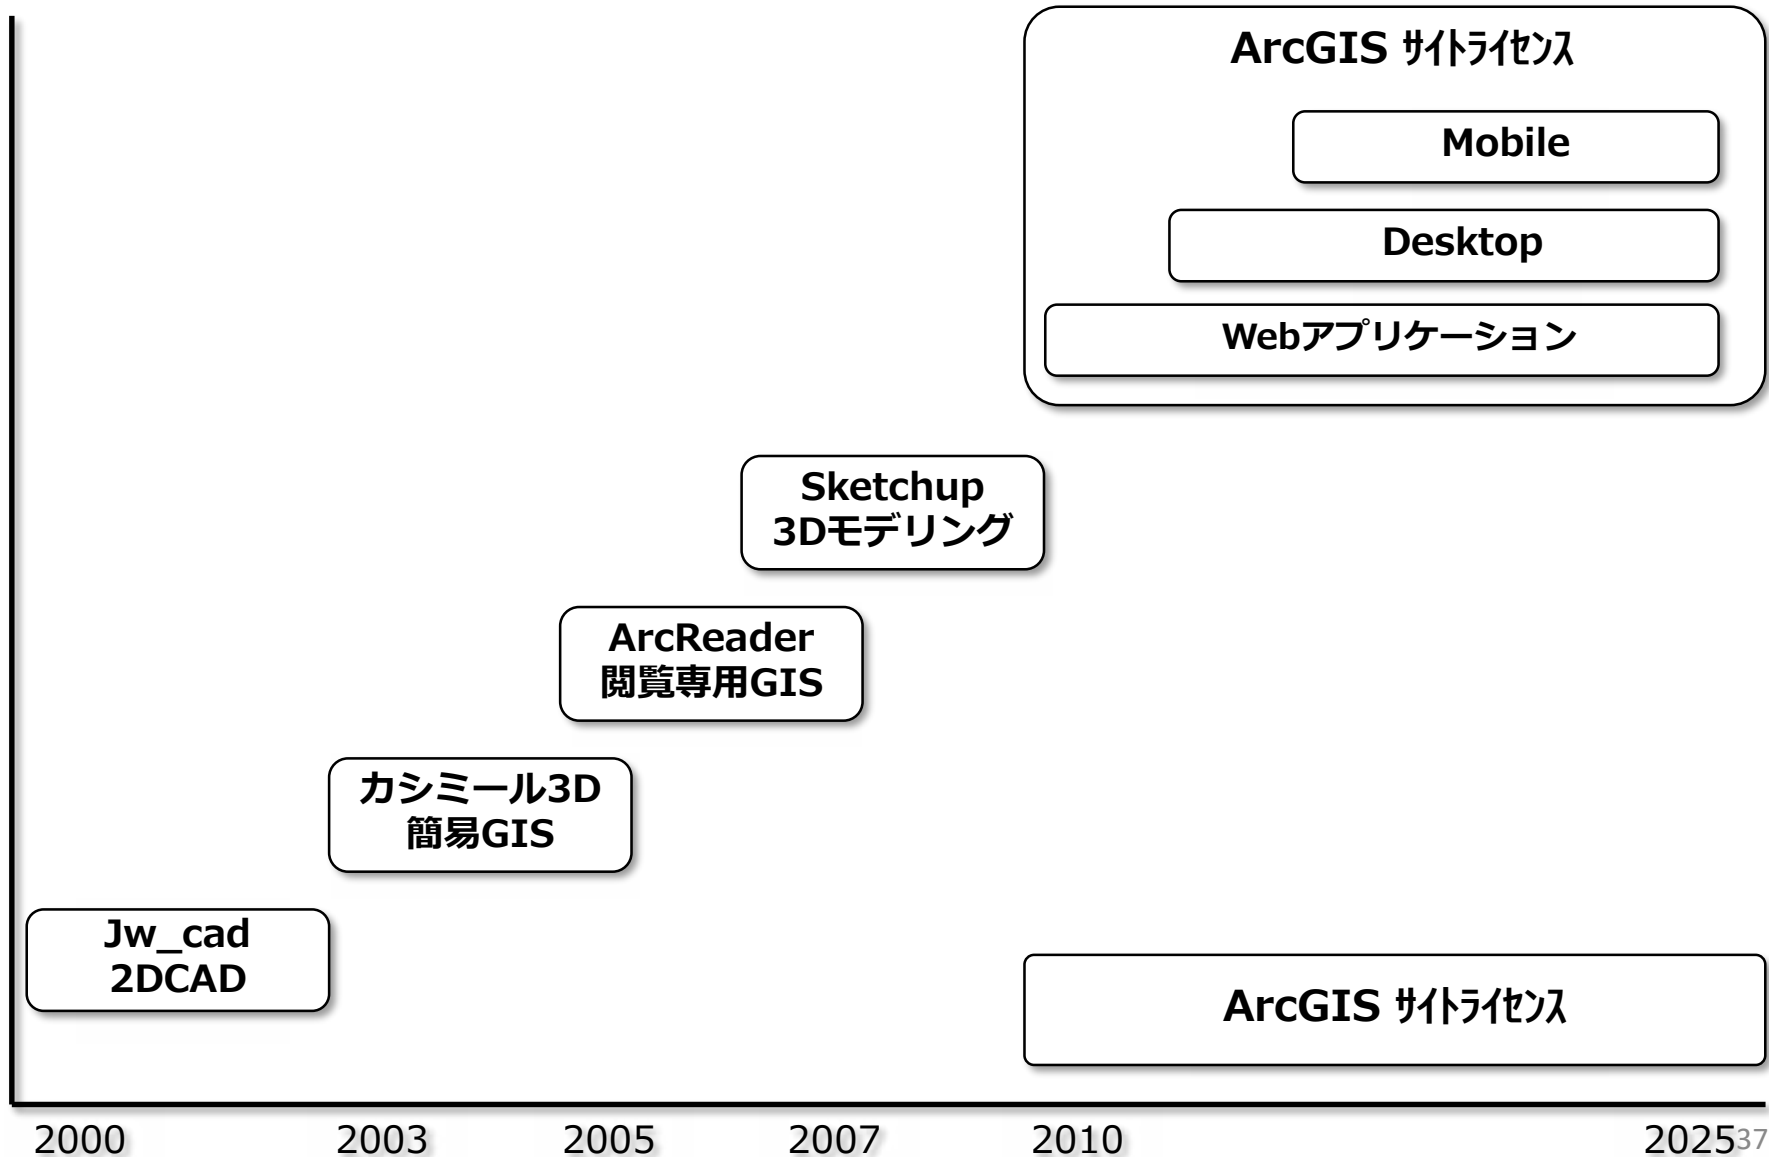 ArcGIS ｻｲﾄﾗｲｾﾝｽ
Mobile
Desktop
Webアプリケーション
Sketchup
3Dモデリング
ArcReader
閲覧専用GIS
カシミール3D
簡易GIS
Jw_cad
2DCAD
ArcGIS ｻｲﾄﾗｲｾﾝｽ
2000 2003 2005 2007 2010 2025
37